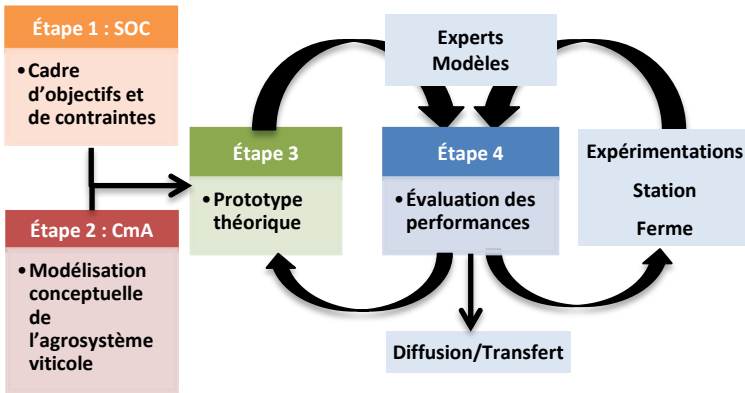 Étape 1 : SOC
•Cadre
d’objectifs et
de contraintes
Étape 2 : CmA
•Modélisation
conceptuelle
de
l’agrosystème
viticole
Étape 3
•Prototype
théorique
Experts
Modèles
Étape 4
•Évaluation des
performances
Diffusion/Transfert
Expérimentations
Station
Ferme